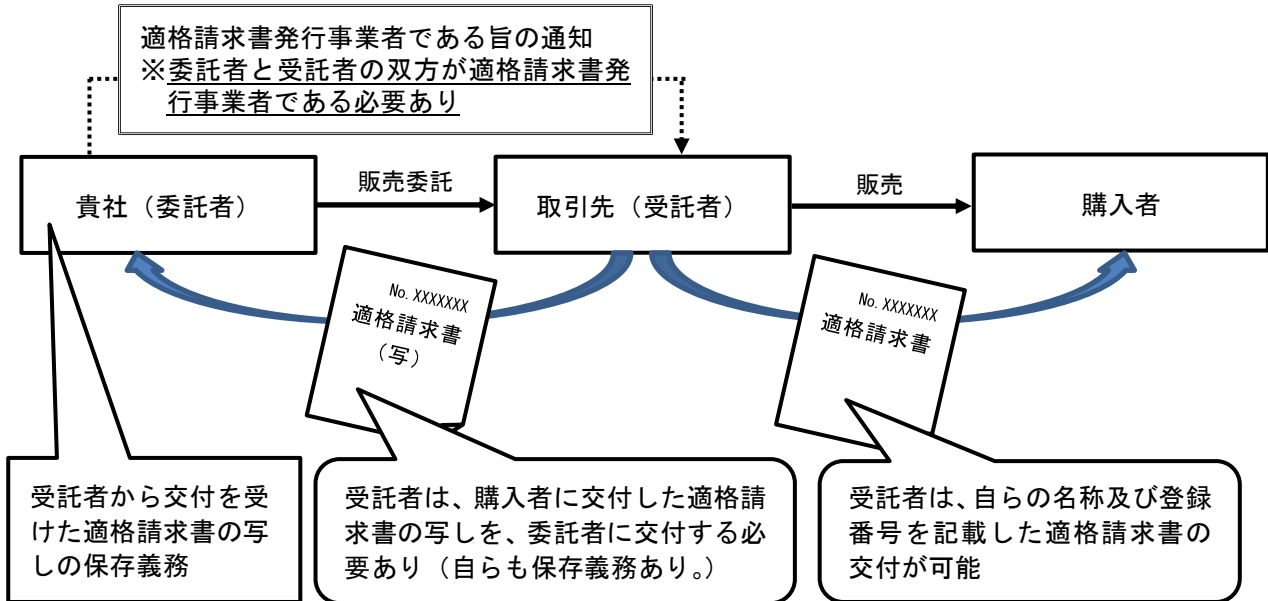 適格請求書発行事業者である旨の通知
※委託者と受託者の双方が適格請求書発
行事業者である必要あり
貴社（委託者）
販売委託
取引先（受託者）
販売
購入者
No. XXXXXXX
適格請求書
（写）
No. XXXXXXX
適格請求書
受託者から交付を受
けた適格請求書の写
しの保存義務
受託者は、購入者に交付した適格請
求書の写しを、委託者に交付する必
要あり（自らも保存義務あり。）
受託者は、自らの名称及び登録
番号を記載した適格請求書の
交付が可能